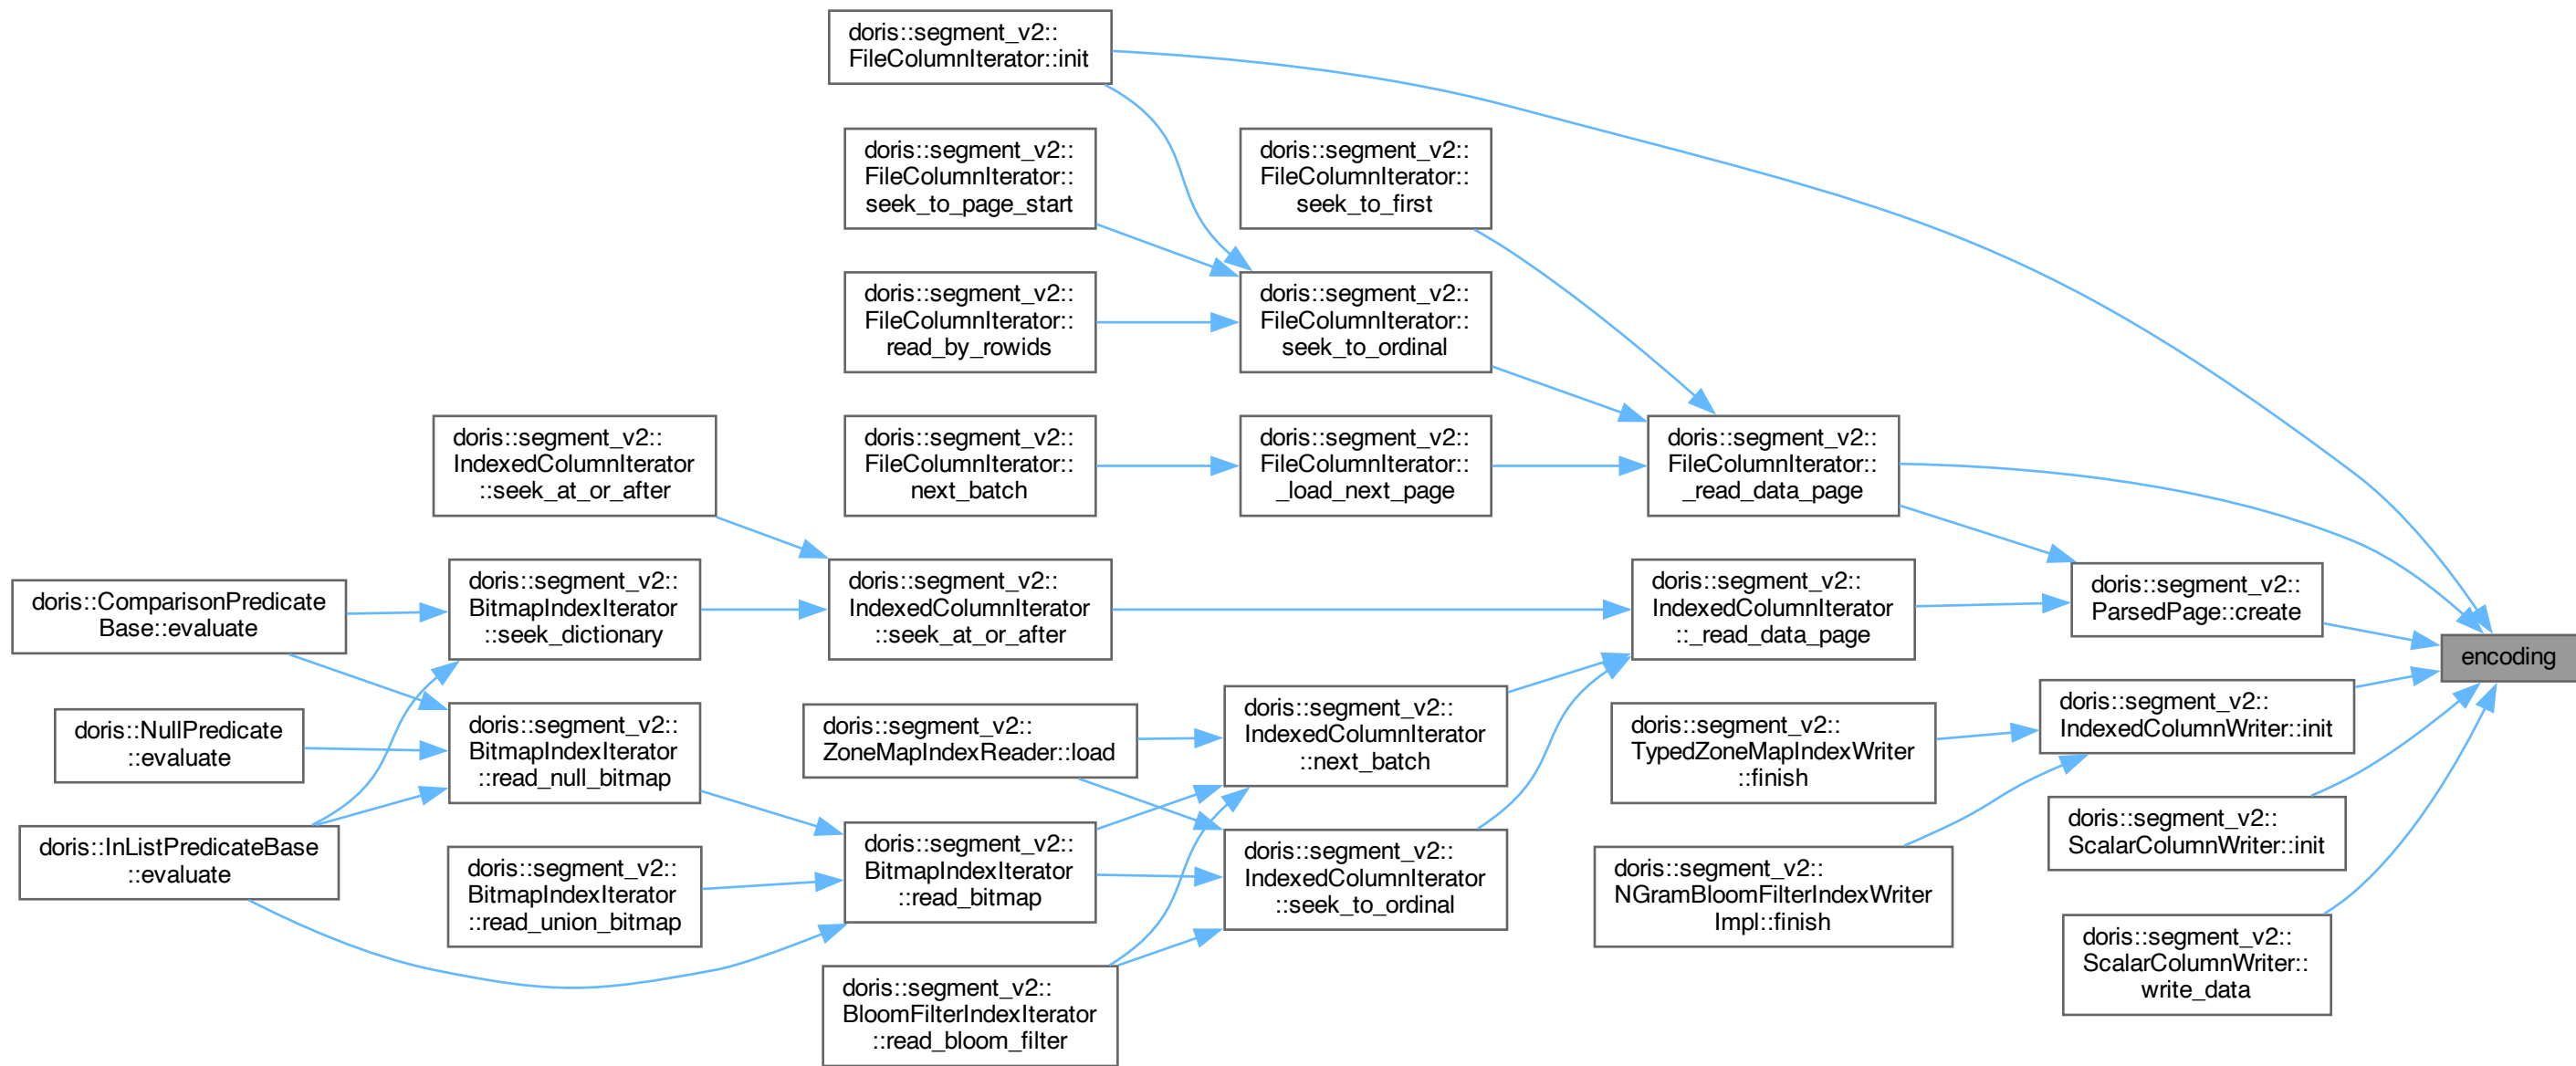 doris::segment_v2::
FileColumnIterator::init
doris::segment_v2::
FileColumnIterator::
seek_to_page_start
doris::segment_v2::
FileColumnIterator::
seek_to_first
doris::segment_v2::
FileColumnIterator::
read_by_rowids
doris::segment_v2::
FileColumnIterator::
seek_to_ordinal
doris::segment_v2::
IndexedColumnIterator
::seek_at_or_after
doris::segment_v2::
FileColumnIterator::
next_batch
doris::segment_v2::
FileColumnIterator::
_load_next_page
doris::segment_v2::
FileColumnIterator::
_read_data_page
doris::ComparisonPredicate
Base::evaluate
doris::segment_v2::
BitmapIndexIterator
::seek_dictionary
doris::segment_v2::
IndexedColumnIterator
::seek_at_or_after
doris::segment_v2::
IndexedColumnIterator
::_read_data_page
doris::segment_v2::
ParsedPage::create
encoding
doris::NullPredicate
::evaluate
doris::segment_v2::
BitmapIndexIterator
::read_null_bitmap
doris::segment_v2::
ZoneMapIndexReader::load
doris::segment_v2::
IndexedColumnIterator
::next_batch
doris::segment_v2::
TypedZoneMapIndexWriter
::finish
doris::segment_v2::
IndexedColumnWriter::init
doris::InListPredicateBase
::evaluate
doris::segment_v2::
BitmapIndexIterator
::read_union_bitmap
doris::segment_v2::
BitmapIndexIterator
::read_bitmap
doris::segment_v2::
IndexedColumnIterator
::seek_to_ordinal
doris::segment_v2::
NGramBloomFilterIndexWriter
Impl::finish
doris::segment_v2::
ScalarColumnWriter::init
doris::segment_v2::
BloomFilterIndexIterator
::read_bloom_filter
doris::segment_v2::
ScalarColumnWriter::
write_data